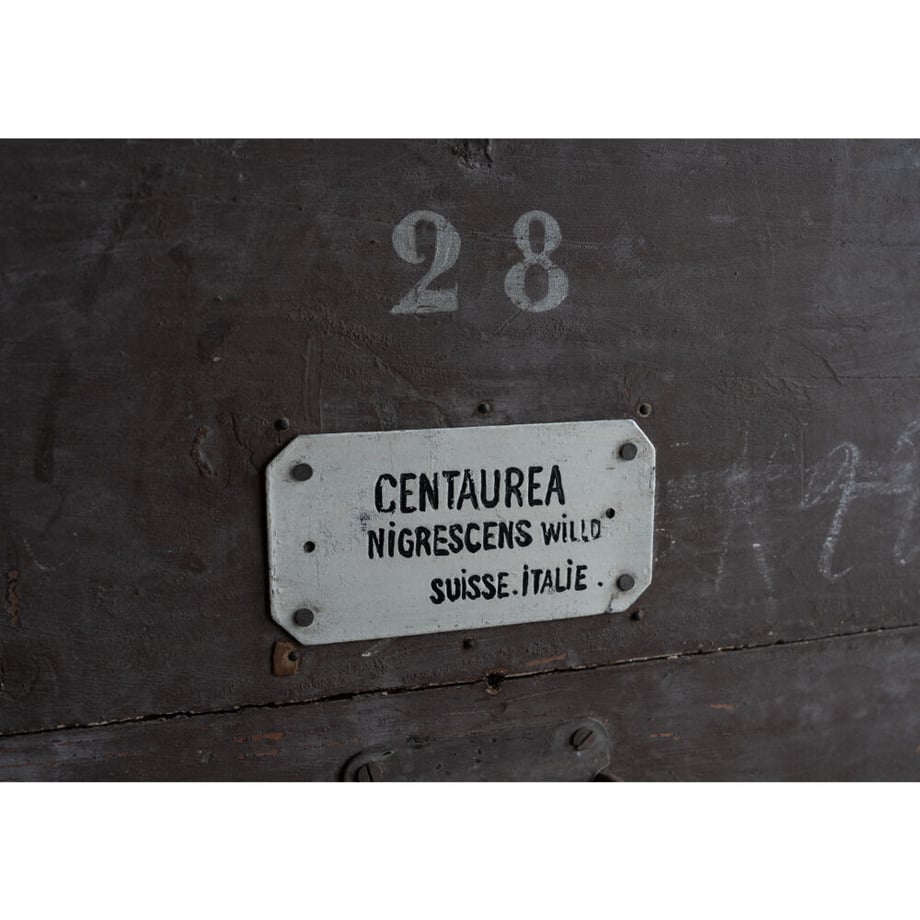 28
CENTAUREA
NiGRESCENS WILLD
SUiSSE.iTALiE.